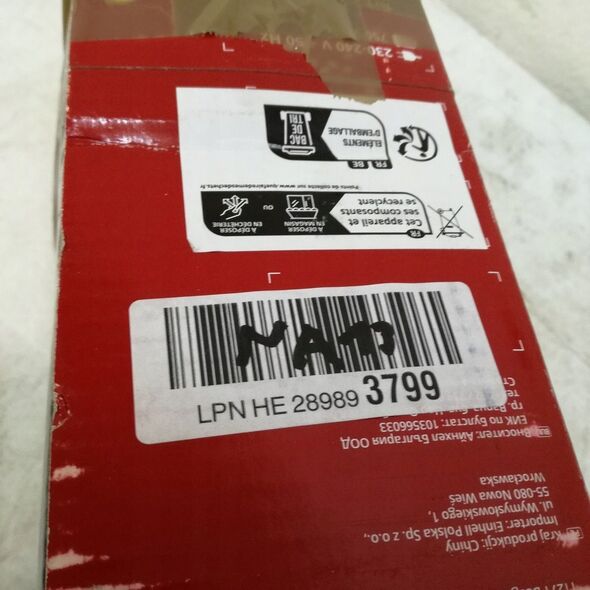 230-240 V ~ 50 Hz
FR BE
ÉLÉMENTS
D'EMBALLAGE
BAC
DE
TRI
FR
Cet appareil et
ses composants
se recyclent
À DÉPOSER
EN MAGASIN
OU
À DÉPOSER
EN DÉCHÈTERIE
Points de collecte sur www.quefairedemesdechets.fr
LPN HE 28989 3799
Вносител: Айнхел България ООД
ЕИК по Булстат: 103566033
Kraj produkcji: Chiny
Importer: Einhell Polska Sp. z o.o.,
ul. Wymysłowskiego 1,
55-080 Nowa Wieś
Wrocławska